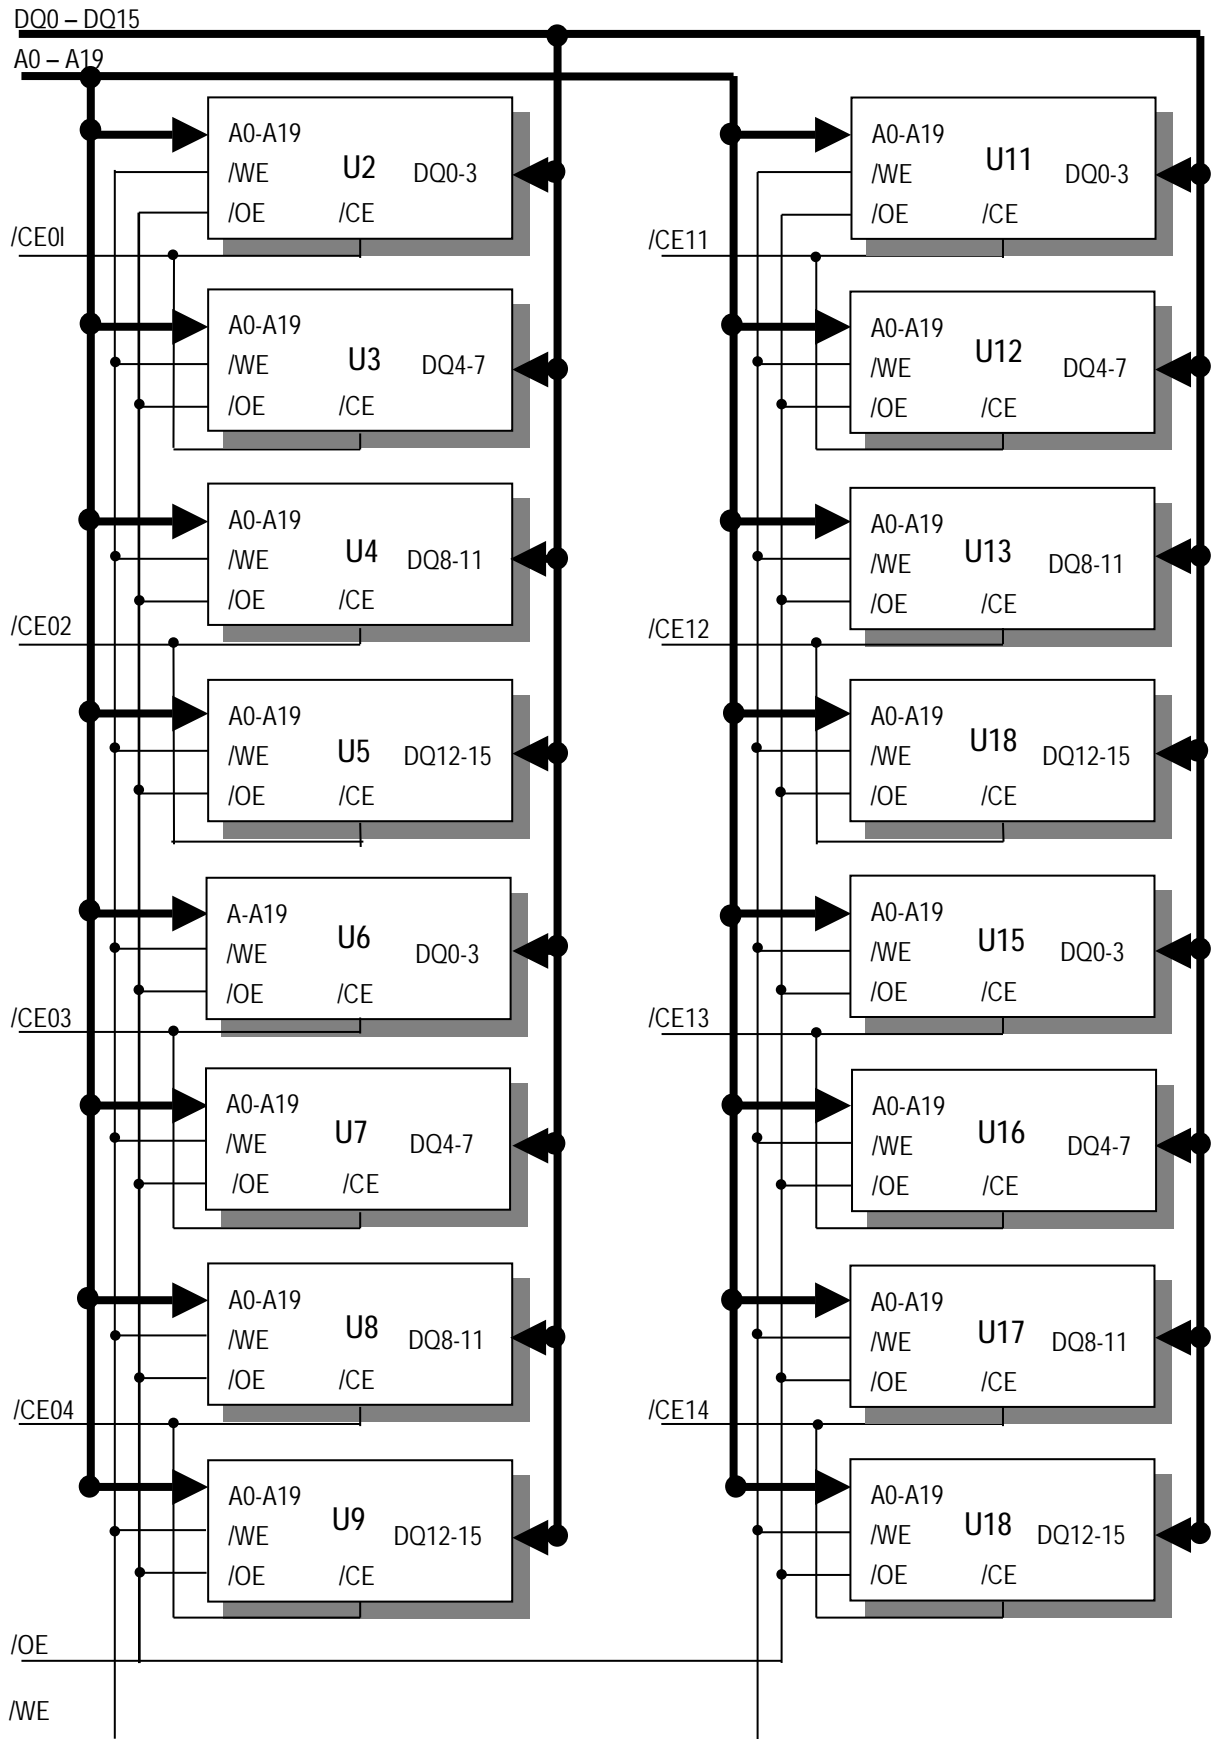 DQ0 – DQ15
A0 – A19
A0-A19
/WE
/OE
U2
/CE
DQ0-3
/CE0l
A0-A19
/WE
/OE
U3
/CE
DQ4-7
A0-A19
/WE
/OE
U4
/CE
DQ8-11
/CE02
A0-A19
/WE
/OE
U5
/CE
DQ12-15
A-A19
/WE
/OE
U6
/CE
DQ0-3
/CE03
A0-A19
/WE
/OE
U7
/CE
DQ4-7
A0-A19
/WE
/OE
U8
/CE
DQ8-11
/CE04
A0-A19
/WE
/OE
U9
/CE
DQ12-15
/OE
/WE
A0-A19
/WE
/OE
U11
/CE
DQ0-3
/CE11
A0-A19
/WE
/OE
U12
/CE
DQ4-7
A0-A19
/WE
/OE
U13
/CE
DQ8-11
/CE12
A0-A19
/WE
/OE
U18
/CE
DQ12-15
A0-A19
/WE
/OE
U15
/CE
DQ0-3
/CE13
A0-A19
/WE
/OE
U16
/CE
DQ4-7
A0-A19
/WE
/OE
U17
/CE
DQ8-11
/CE14
A0-A19
/WE
/OE
U18
/CE
DQ12-15